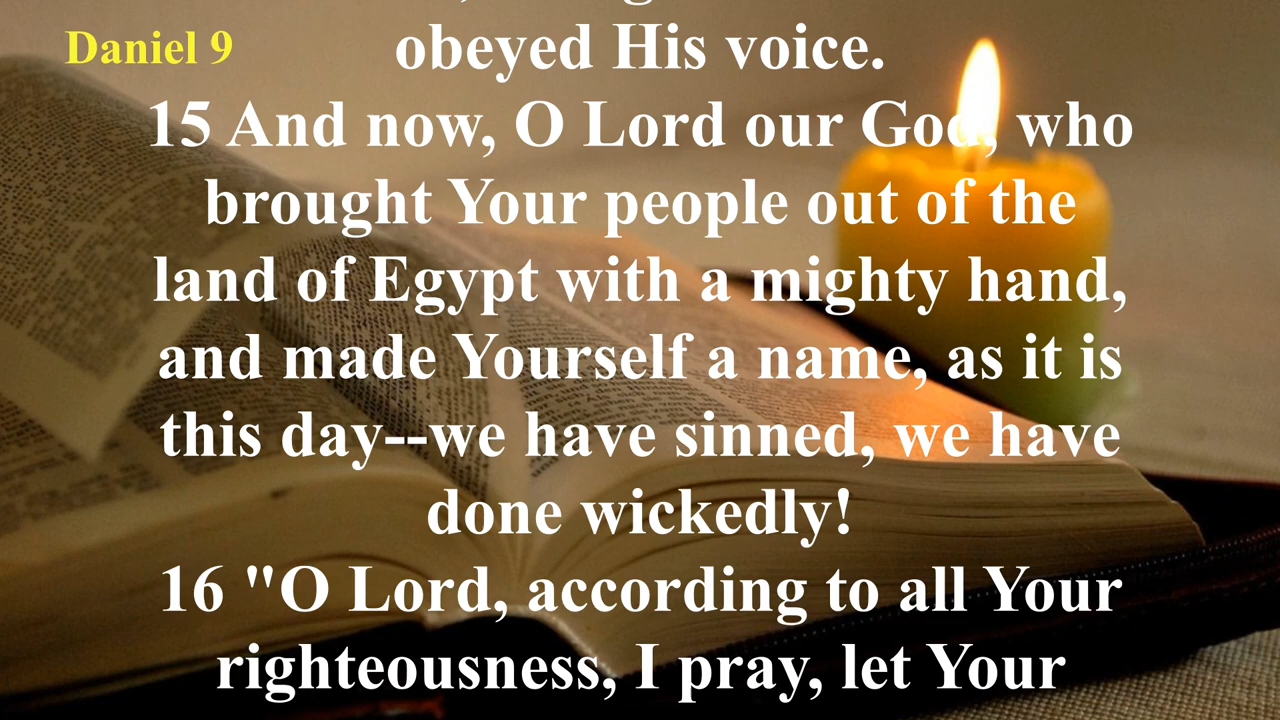 Daniel 9
obeyed His voice.
15 And now, O Lord our God, who
brought Your people out of the
land of Egypt with a mighty hand,
and made Yourself a name, as it is
this day--we have sinned, we have
done wickedly!
16 "O Lord, according to all Your
righteousness, I pray, let Your